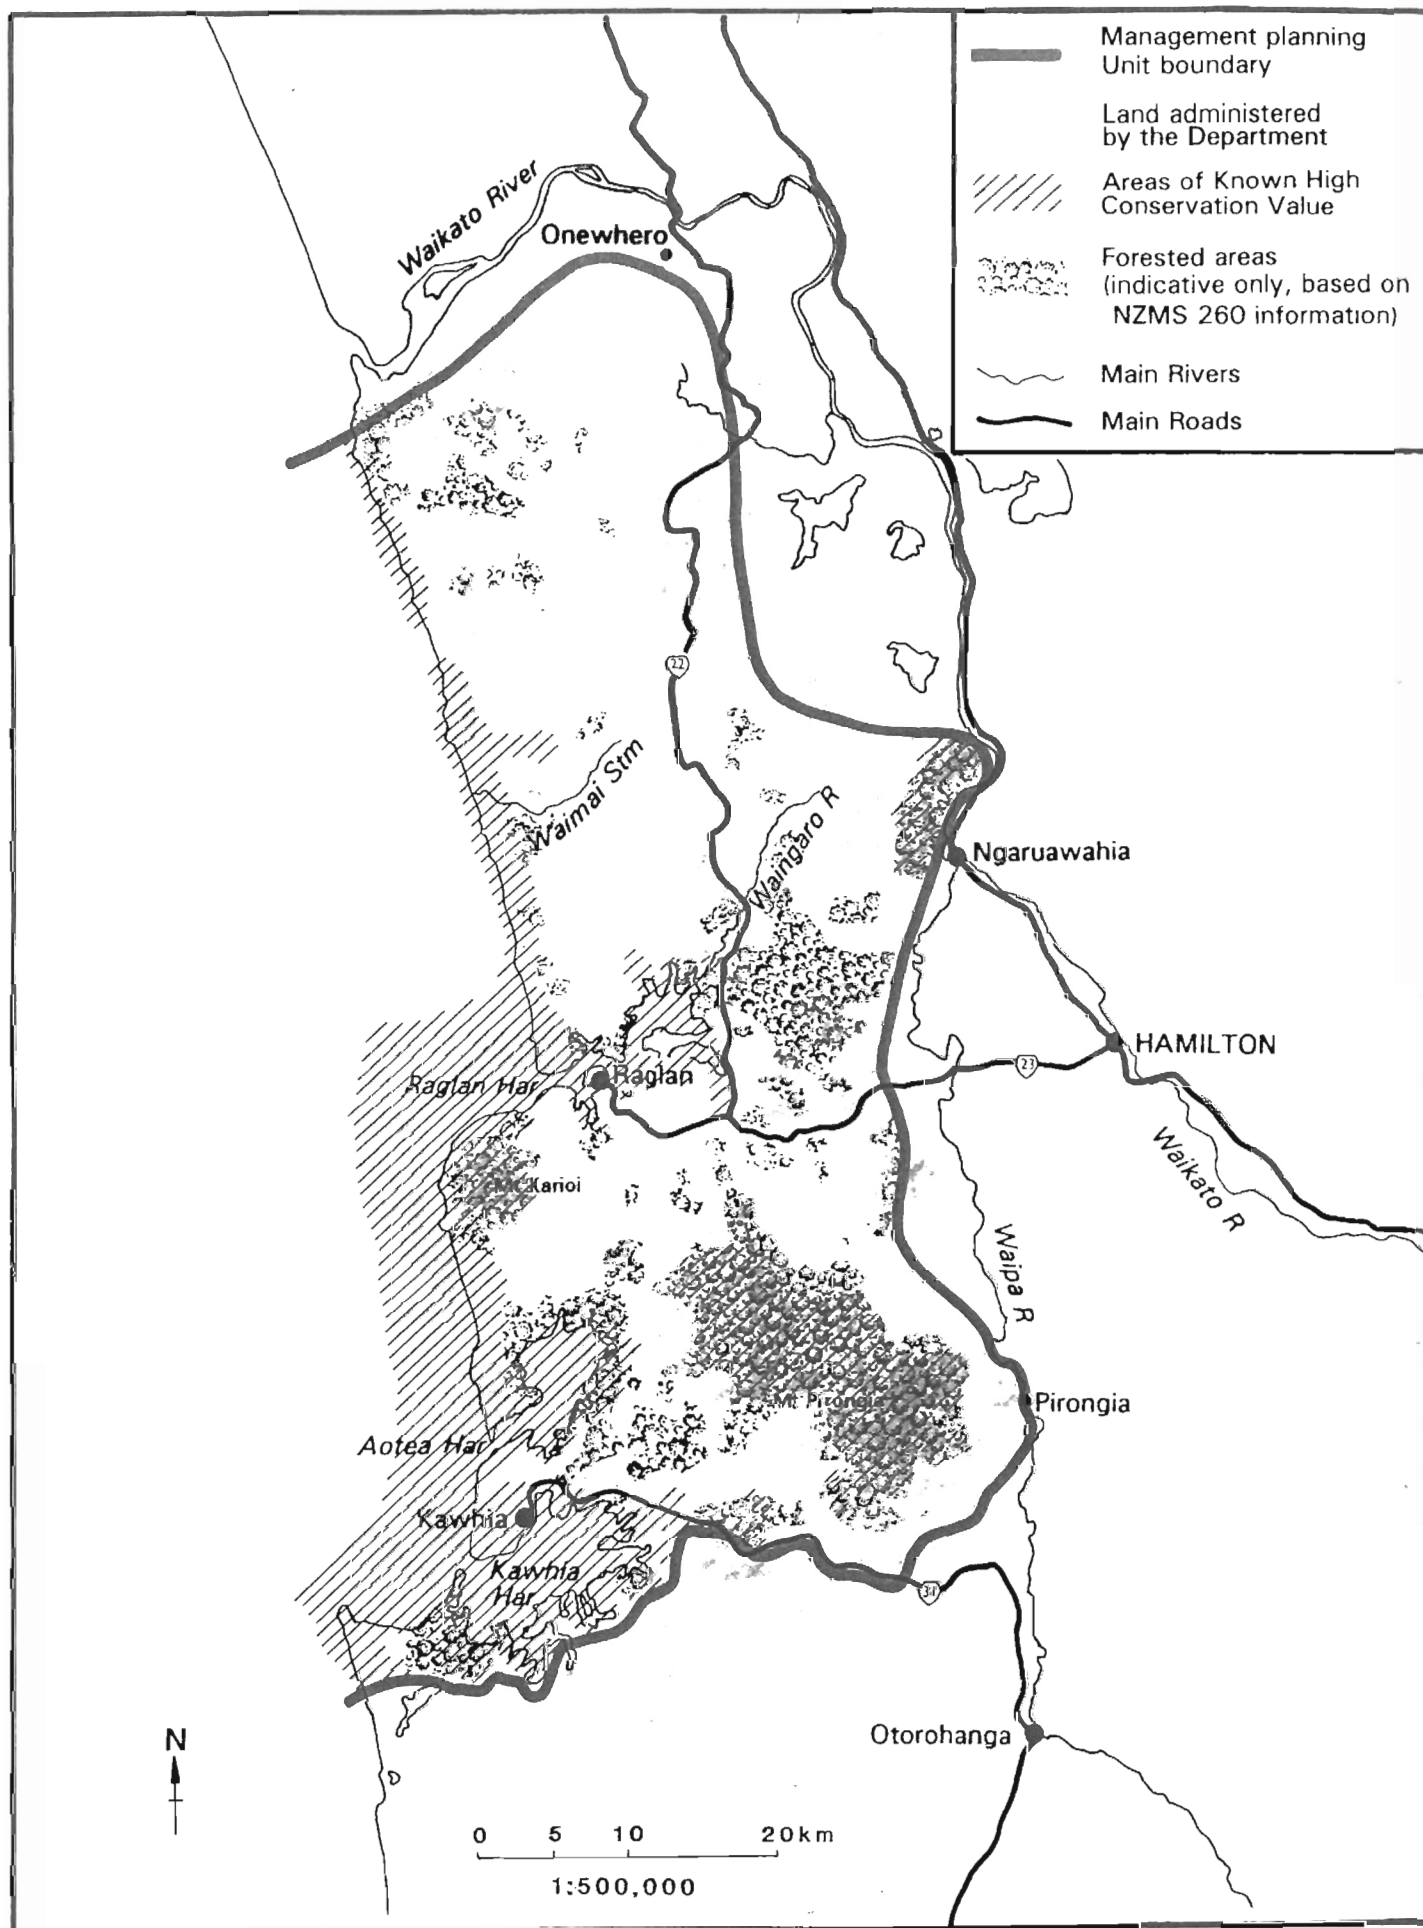 Management planning
Unit boundary
Land administered
by the Department
Areas of Known High
Conservation Value
Forested areas
(indicative only, based on
NZMS 260 information)
Main Rivers
Main Roads
Waikato River
Onewhero
22
Waimai Stm
Waingaro R
Ngaruawahia
HAMILTON
23
Raglan Har
Raglan
Waikato R
Mt Karioi
Waipa R
Mt Pirongia
Pirongia
Aotea Har
Kawhia
Kawhia
Har
31
Otorohanga
N
0 5 10 20km
1:500,000